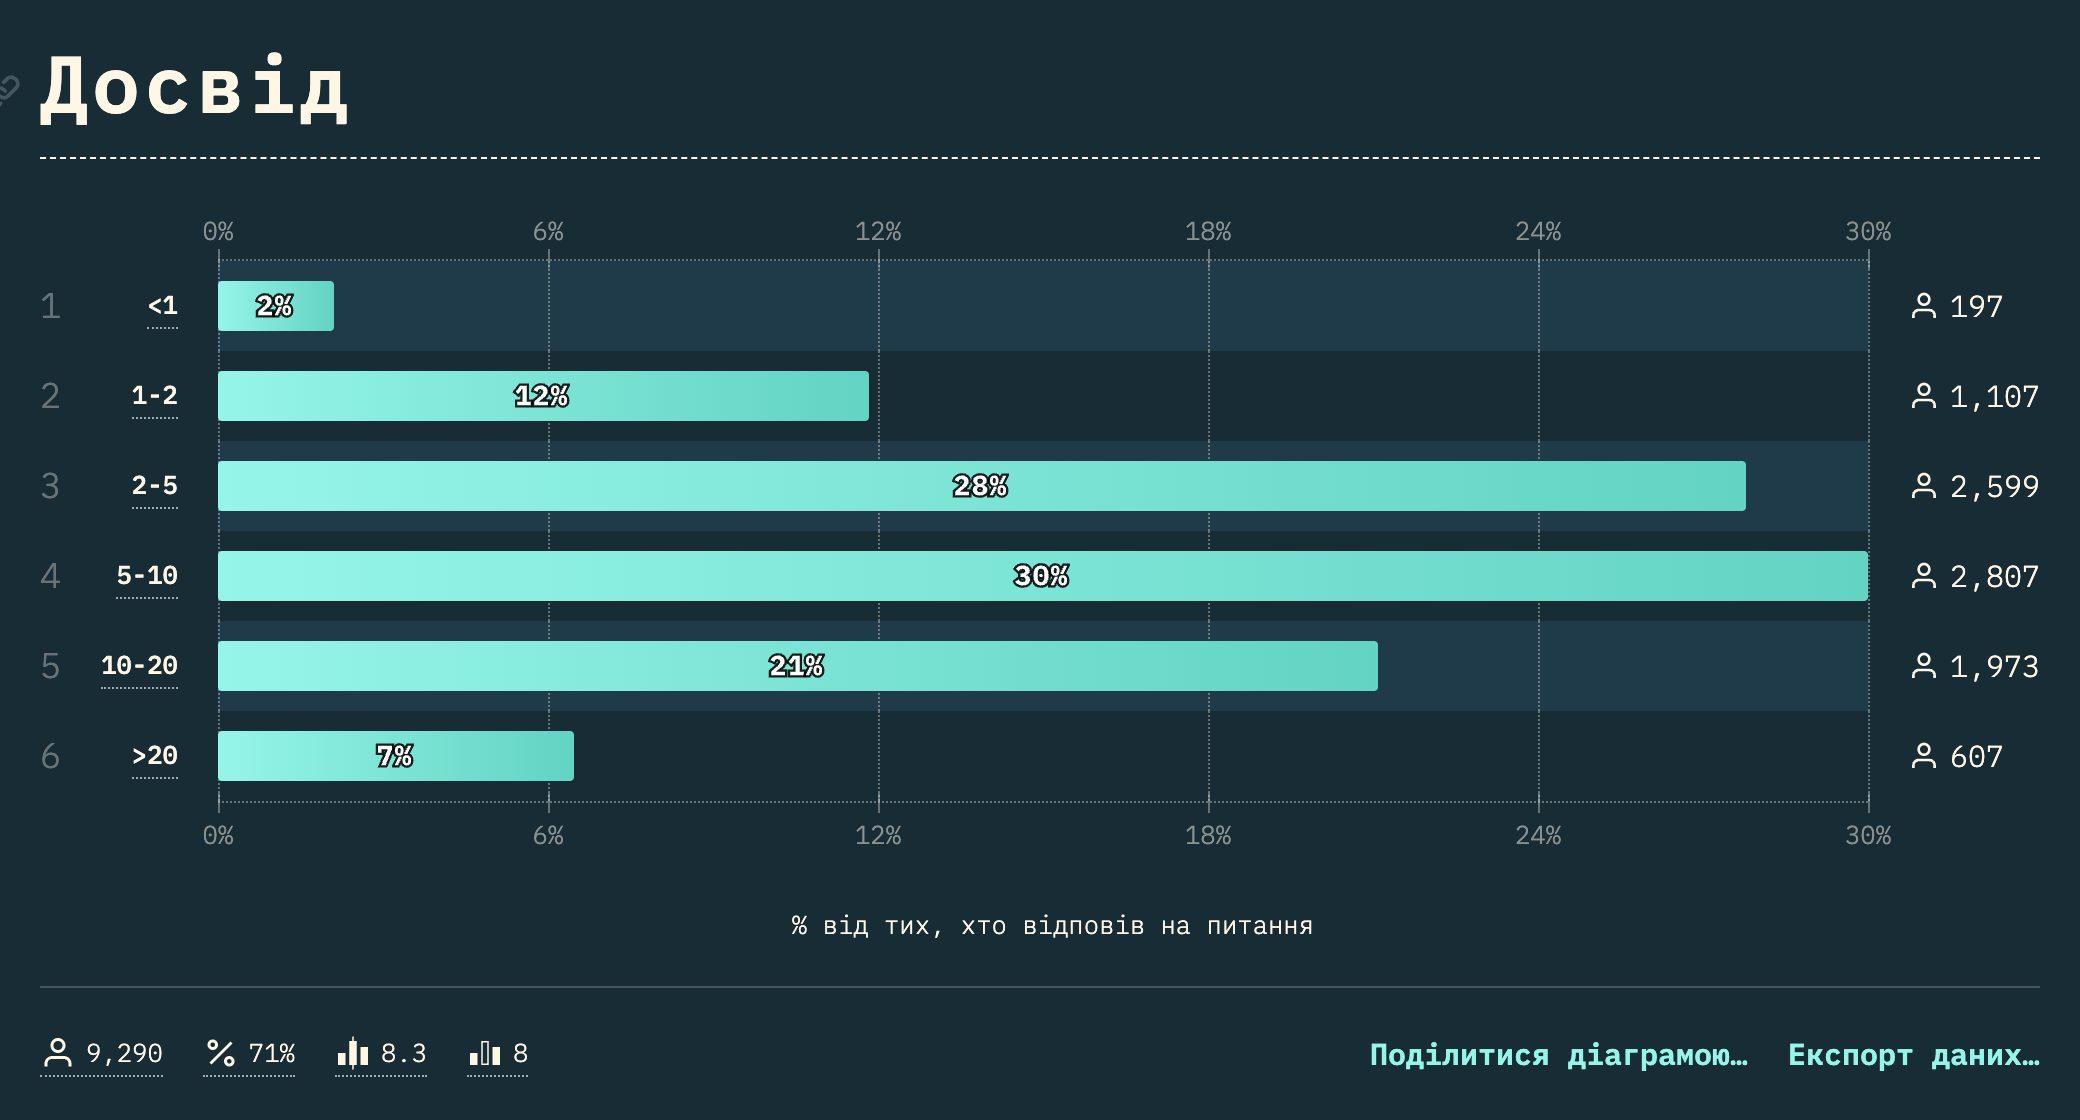 Досвід
0% 6% 12% 18% 24% 30%
1 <1 2% 197
2 1-2 12% 1,107
3 2-5 28% 2,599
4 5-10 30% 2,807
5 10-20 21% 1,973
6 >20 7% 607
0% 6% 12% 18% 24% 30%
% від тих, хто відповів на питання
9,290 71% 8.3 8 Поділитися діаграмою… Експорт даних…